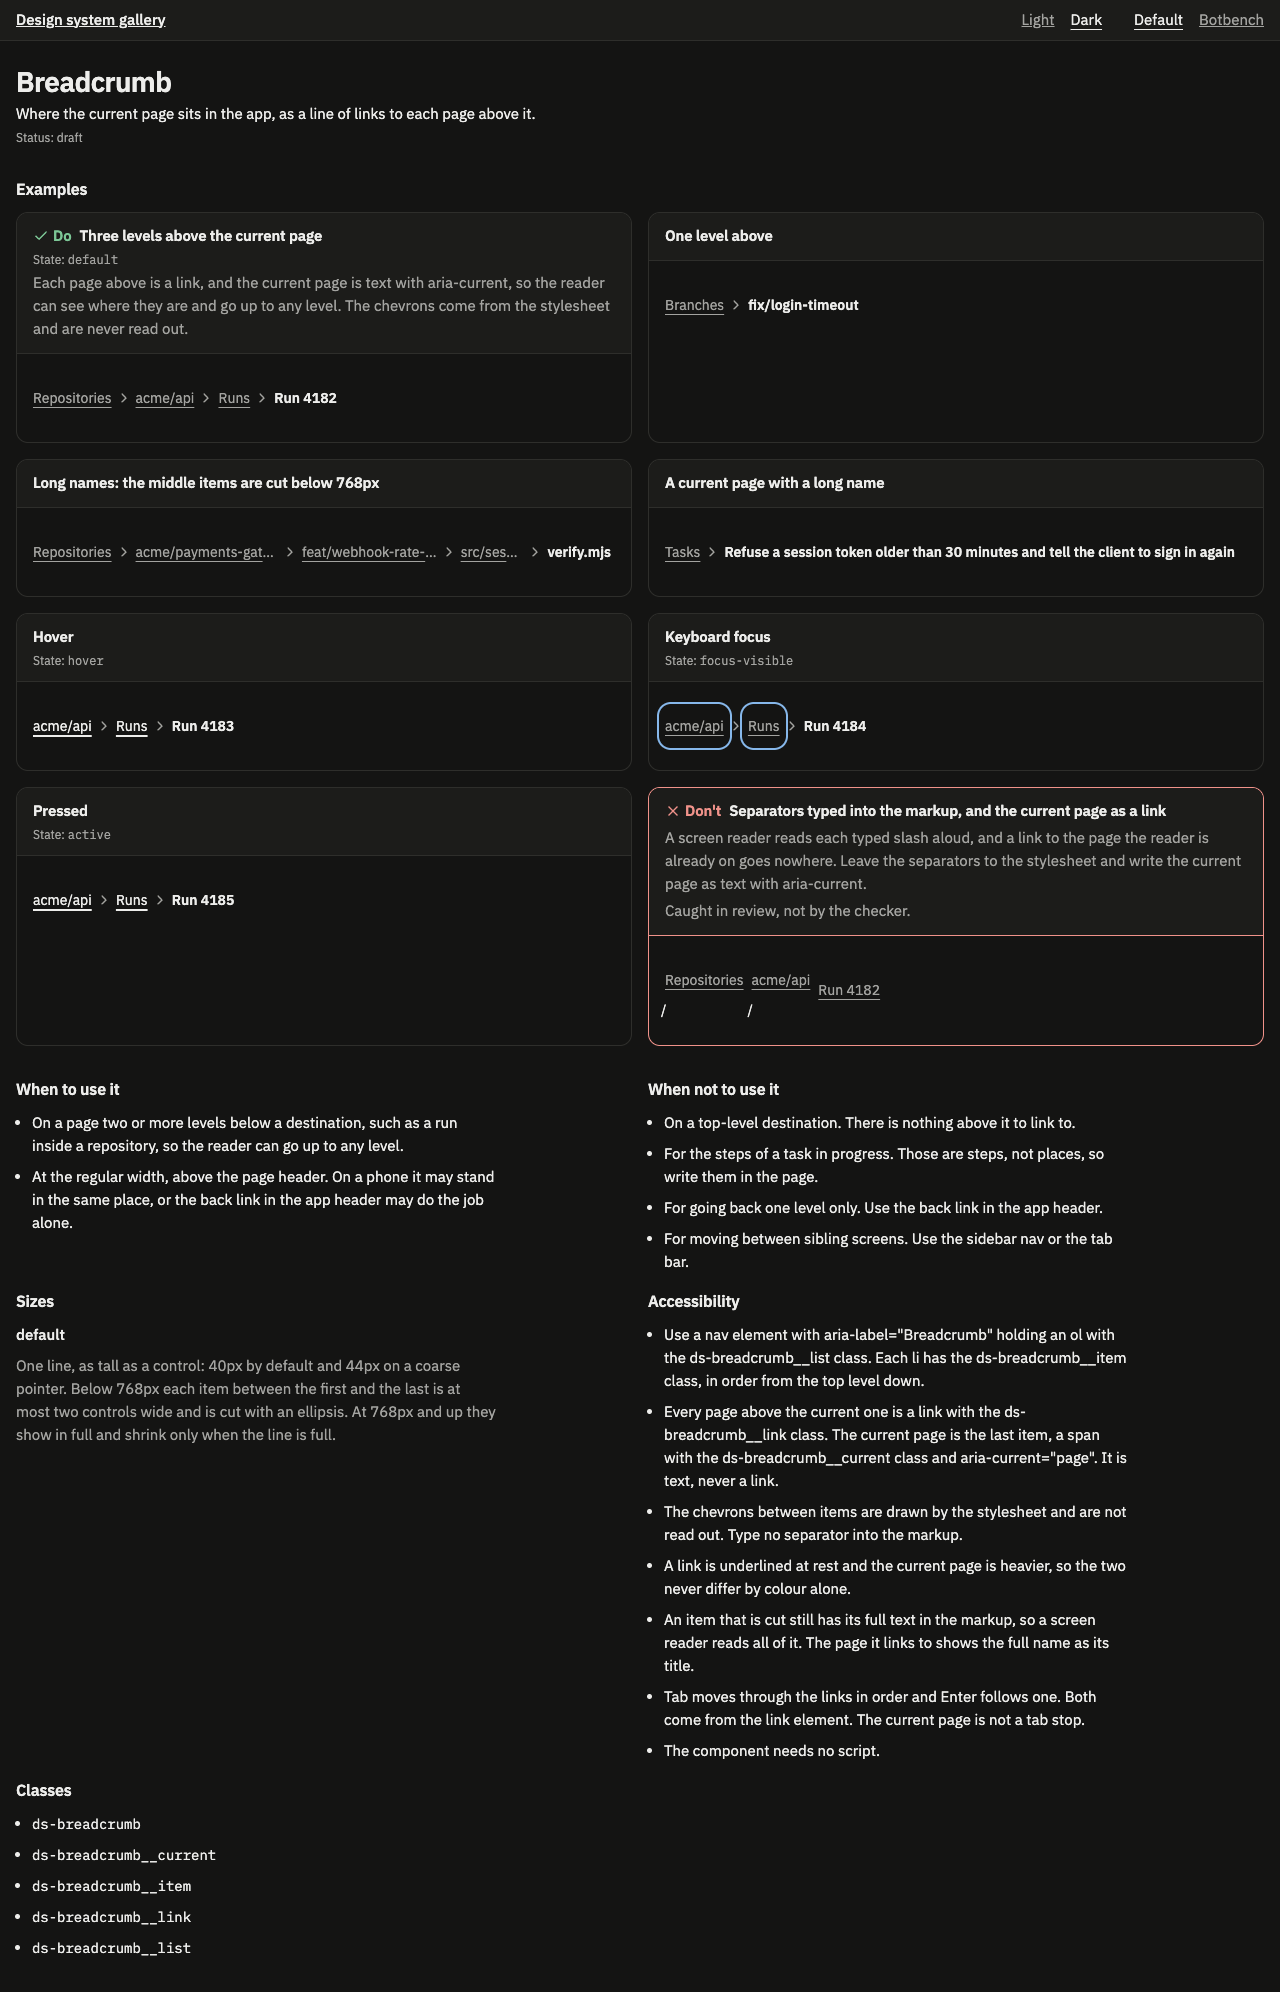 Design system gallery
Light Dark Default Botbench
Breadcrumb
Where the current page sits in the app, as a line of links to each page above it.
Status: draft
Examples
Do Three levels above the current page
State: default
Each page above is a link, and the current page is text with aria-current, so the reader
can see where they are and go up to any level. The chevrons come from the stylesheet
and are never read out.
Repositories > acme/api > Runs > Run 4182
One level above
Branches > fix/login-timeout
Long names: the middle items are cut below 768px
Repositories > acme/payments-gat... > feat/webhook-rate-... > src/ses... > verify.mjs
A current page with a long name
Tasks > Refuse a session token older than 30 minutes and tell the client to sign in again
Hover
State: hover
acme/api > Runs > Run 4183
Keyboard focus
State: focus-visible
acme/api > Runs > Run 4184
Pressed
State: active
acme/api > Runs > Run 4185
Don't Separators typed into the markup, and the current page as a link
A screen reader reads each typed slash aloud, and a link to the page the reader is
already on goes nowhere. Leave the separators to the stylesheet and write the current
page as text with aria-current.
Caught in review, not by the checker.
Repositories acme/api Run 4182
/ /
When to use it
• On a page two or more levels below a destination, such as a run
inside a repository, so the reader can go up to any level.
• At the regular width, above the page header. On a phone it may stand
in the same place, or the back link in the app header may do the job
alone.
When not to use it
• On a top-level destination. There is nothing above it to link to.
• For the steps of a task in progress. Those are steps, not places, so
write them in the page.
• For going back one level only. Use the back link in the app header.
• For moving between sibling screens. Use the sidebar nav or the tab
bar.
Sizes
default
One line, as tall as a control: 40px by default and 44px on a coarse
pointer. Below 768px each item between the first and the last is at
most two controls wide and is cut with an ellipsis. At 768px and up they
show in full and shrink only when the line is full.
Accessibility
• Use a nav element with aria-label="Breadcrumb" holding an ol with
the ds-breadcrumb__list class. Each li has the ds-breadcrumb__item
class, in order from the top level down.
• Every page above the current one is a link with the ds-
breadcrumb__link class. The current page is the last item, a span
with the ds-breadcrumb__current class and aria-current="page". It is
text, never a link.
• The chevrons between items are drawn by the stylesheet and are not
read out. Type no separator into the markup.
• A link is underlined at rest and the current page is heavier, so the two
never differ by colour alone.
• An item that is cut still has its full text in the markup, so a screen
reader reads all of it. The page it links to shows the full name as its
title.
• Tab moves through the links in order and Enter follows one. Both
come from the link element. The current page is not a tab stop.
• The component needs no script.
Classes
• ds-breadcrumb
• ds-breadcrumb__current
• ds-breadcrumb__item
• ds-breadcrumb__link
• ds-breadcrumb__list